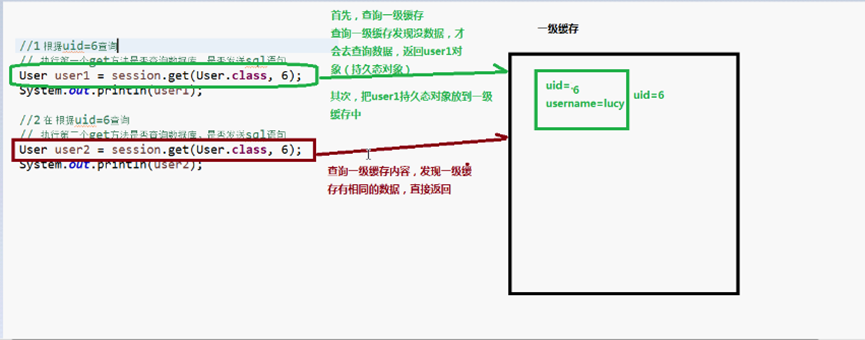 //1 根据uid=6查询
// 执行第一个get方法是否查询数据库，是否发送sql语句
User user1 = session.get(User.class, 6);
System.out.println(user1);
//2 在 根据uid=6查询
// 执行第二个get方法是否查询数据库，是否发送sql语句
User user2 = session.get(User.class, 6);
System.out.println(user2);
首先，查询一级缓存
查询一级缓存发现没数据，才
会去查询数据，返回user1对
象（持久态对象）
其次，把user1持久态对象放到一级
缓存中
查询一级缓存内容，发现一级缓
存有相同的数据，直接返回
一级缓存
uid=6
username=lucy
uid=6